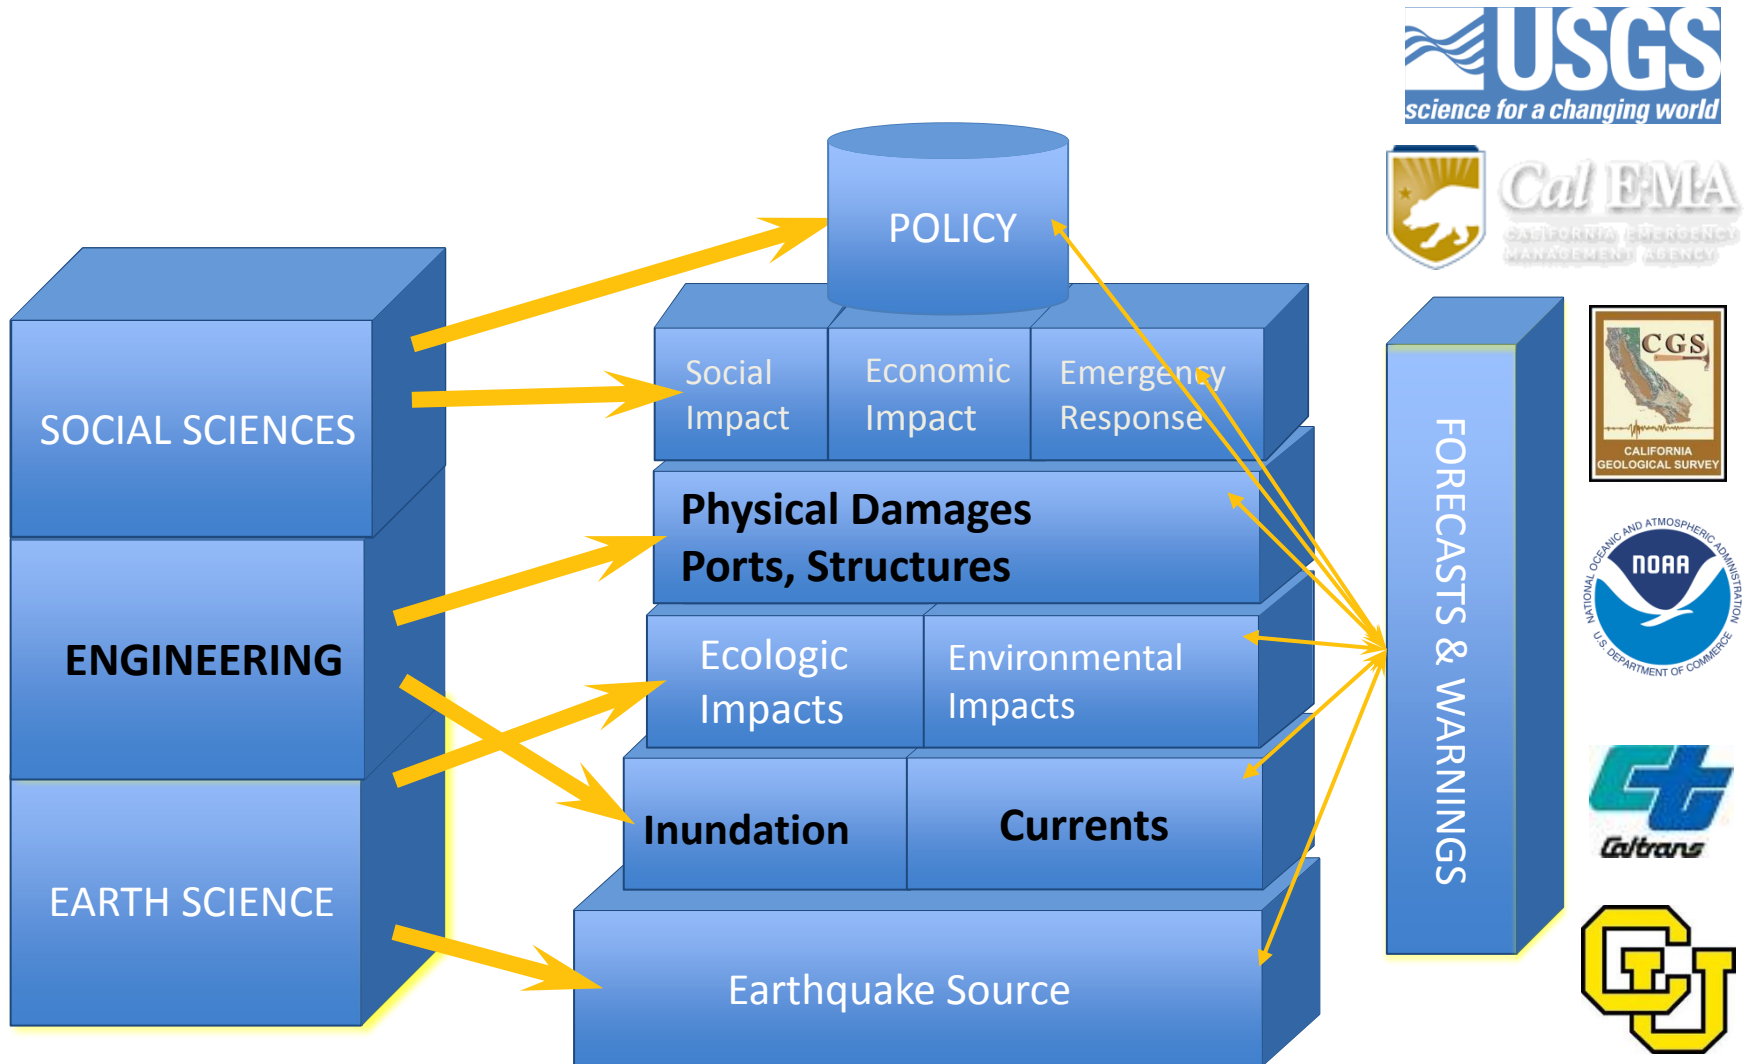 USGS
science for a changing world
Cal EMA
CALIFORNIA EMERGENCY
MANAGEMENT AGENCY
POLICY
Social
Impact
Economic
Impact
Emergency
Response
SOCIAL SCIENCES
Physical Damages
Ports, Structures
ENGINEERING
Ecologic
Impacts
Environmental
Impacts
Inundation
Currents
EARTH SCIENCE
Earthquake Source
FORECASTS & WARNINGS
CGS
CALIFORNIA
GEOLOGICAL SURVEY
NATIONAL OCEANIC AND ATMOSPHERIC ADMINISTRATION
NOAA
U.S. DEPARTMENT OF COMMERCE
Ct
Caltrans
CU